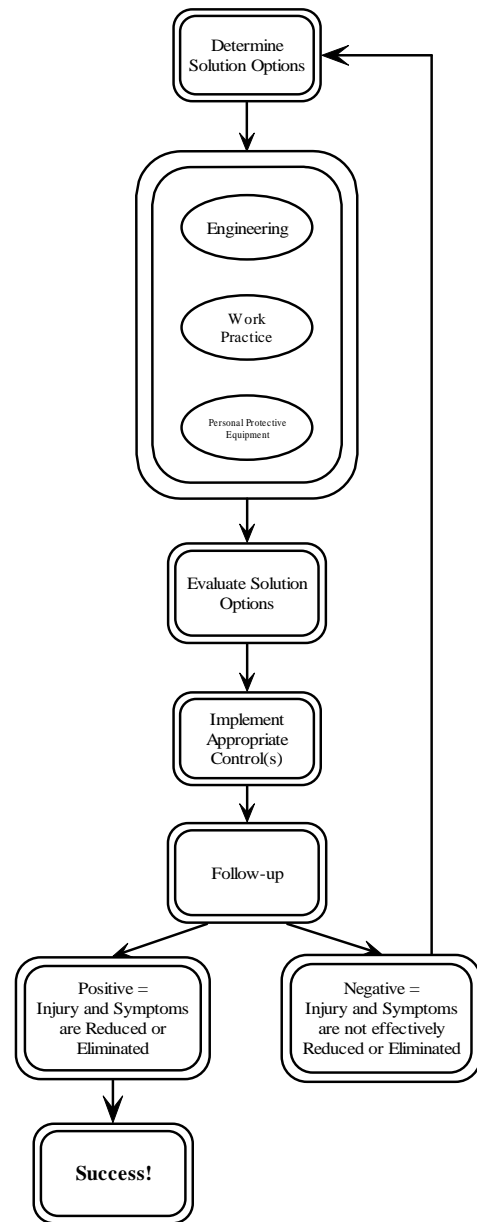 Determine
Solution Options
Engineering
Work
Practice
Personal Protective
Equipment
Evaluate Solution
Options
Implement
Appropriate
Control(s)
Follow-up
Positive =
Injury and Symptoms
are Reduced or
Eliminated
Negative =
Injury and Symptoms
are not effectively
Reduced or Eliminated
Success!